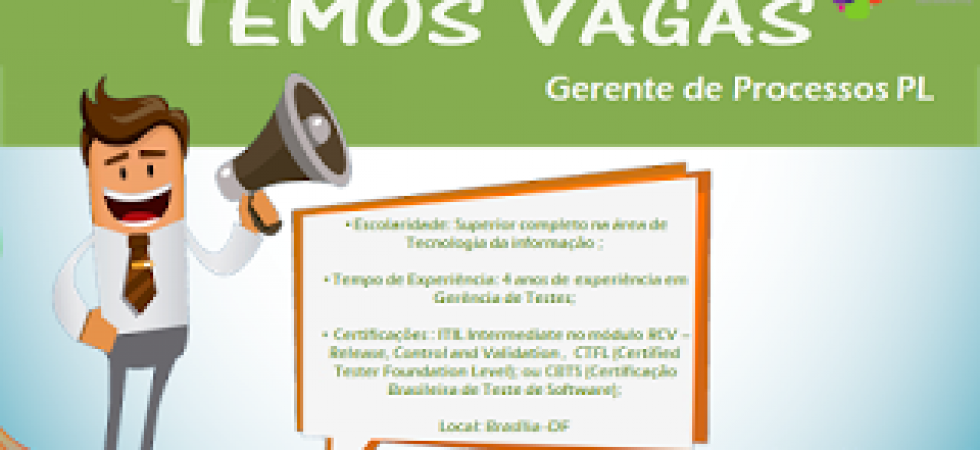 TEMOS VAGAS
Gerente de Processos PL
• Escolaridade: Superior completo na área de
Tecnologia da informação ;
• Tempo de Experiência: 4 anos de experiência em
Gerência de Testes;
• Certificações : ITIL Intermediate no módulo RCV –
Release, Control and Validation , CTFL (Certified
Tester Foundation Level); ou CBTS (Certificação
Brasileira de Teste de Software);
Local: Brasília-DF